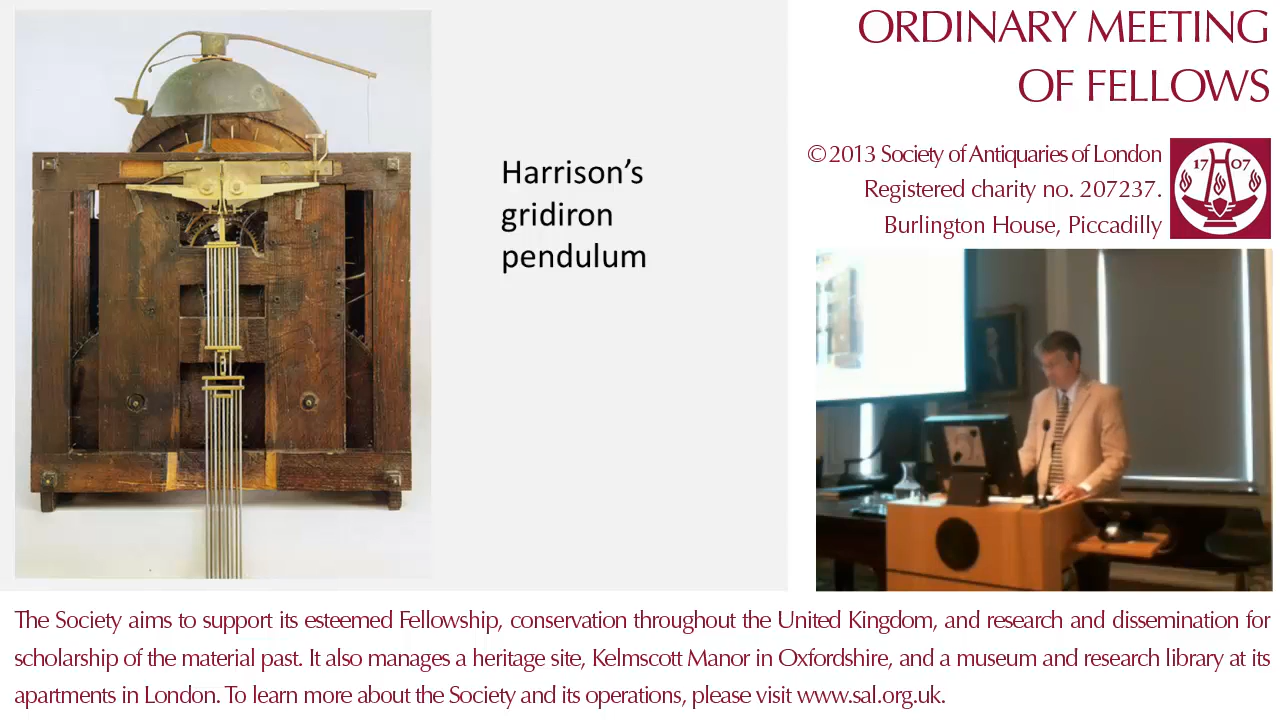 Harrison’s
gridiron
pendulum
ORDINARY MEETING
OF FELLOWS
© 2013 Society of Antiquaries of London
Registered charity no. 207237.
Burlington House, Piccadilly
17 07
The Society aims to support its esteemed Fellowship, conservation throughout the United Kingdom, and research and dissemination for
scholarship of the material past. It also manages a heritage site, Kelmscott Manor in Oxfordshire, and a museum and research library at its
apartments in London. To learn more about the Society and its operations, please visit www.sal.org.uk.